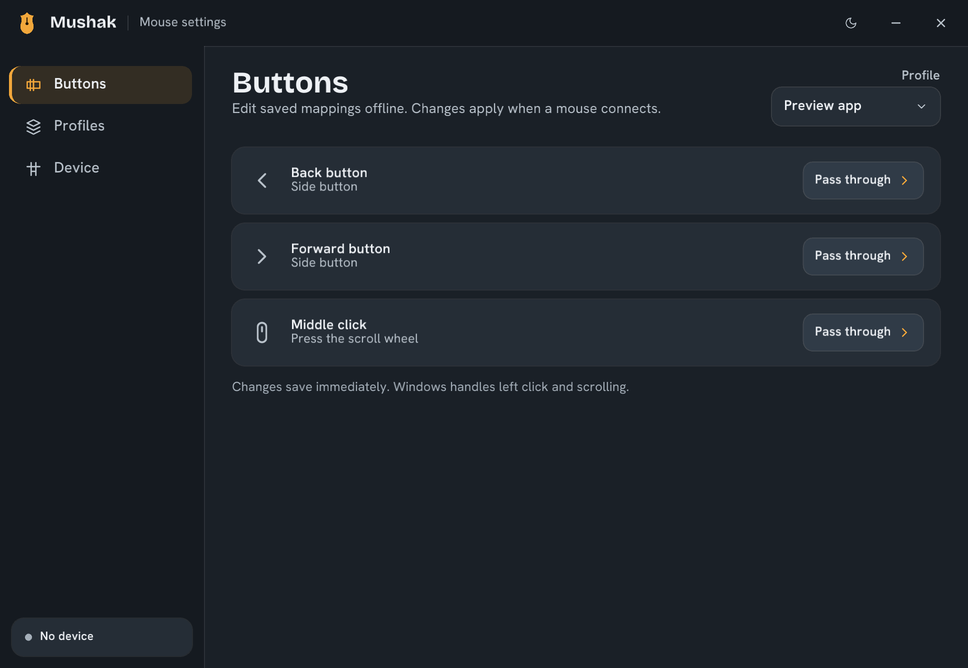 Mushak
Mouse settings
Buttons
Profiles
Device
No device
Buttons
Edit saved mappings offline. Changes apply when a mouse connects.
Profile
Preview app
Back button
Side button
Pass through
Forward button
Side button
Pass through
Middle click
Press the scroll wheel
Pass through
Changes save immediately. Windows handles left click and scrolling.